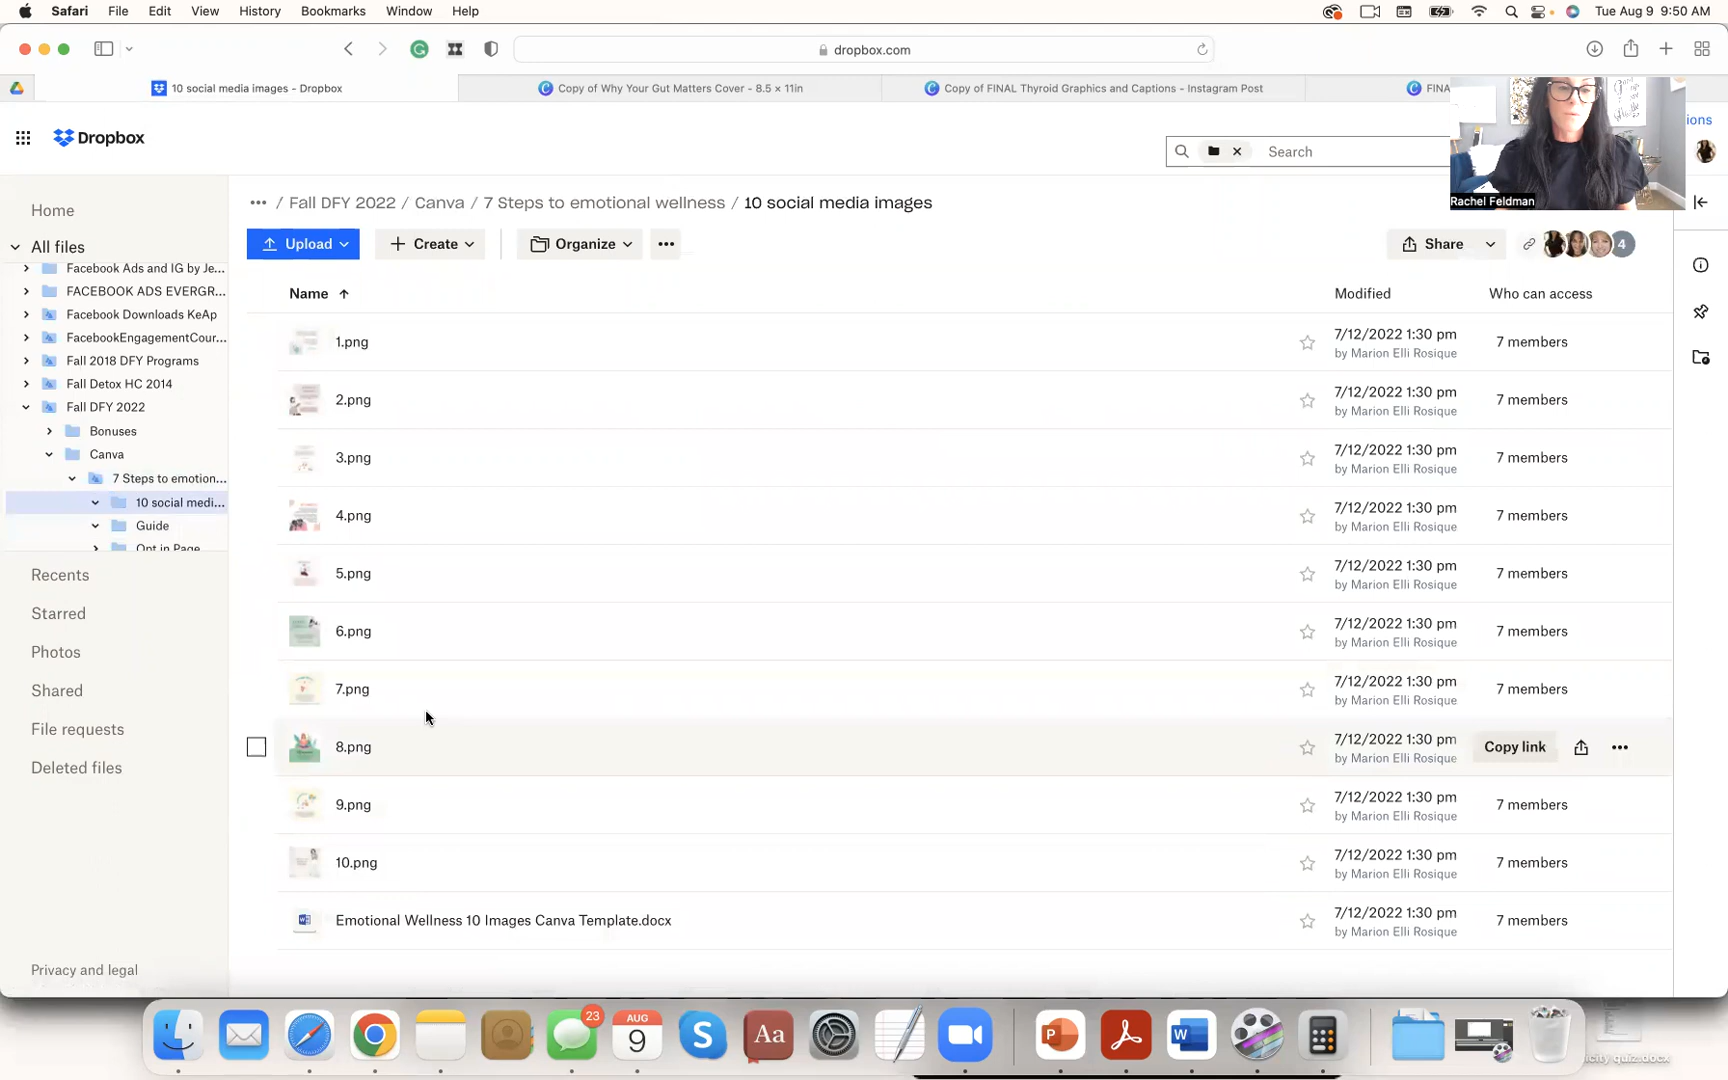 Safari File Edit View History Bookmarks Window Help Tue Aug 9 9:50 AM
dropbox.com
10 social media images - Dropbox Copy of Why Your Gut Matters Cover - 8.5 × 11in Copy of FINAL Thyroid Graphics and Captions - Instagram Post FINA
Dropbox
Search
ions
Rachel Feldman
... / Fall DFY 2022 / Canva / 7 Steps to emotional wellness / 10 social media images
Upload Create Organize ... Share 4
Home
All files
Facebook Ads and IG by Je...
FACEBOOK ADS EVERGR...
Facebook Downloads KeAp
FacebookEngagementCour...
Fall 2018 DFY Programs
Fall Detox HC 2014
Fall DFY 2022
Bonuses
Canva
7 Steps to emotion...
10 social medi...
Guide
Opt in Page
Recents
Starred
Photos
Shared
File requests
Deleted files
Privacy and legal
Name Modified Who can access
1.png 7/12/2022 1:30 pm 7 members
by Marion Elli Rosique
2.png 7/12/2022 1:30 pm 7 members
by Marion Elli Rosique
3.png 7/12/2022 1:30 pm 7 members
by Marion Elli Rosique
4.png 7/12/2022 1:30 pm 7 members
by Marion Elli Rosique
5.png 7/12/2022 1:30 pm 7 members
by Marion Elli Rosique
6.png 7/12/2022 1:30 pm 7 members
by Marion Elli Rosique
7.png 7/12/2022 1:30 pm 7 members
by Marion Elli Rosique
8.png 7/12/2022 1:30 pm Copy link ...
by Marion Elli Rosique
9.png 7/12/2022 1:30 pm 7 members
by Marion Elli Rosique
10.png 7/12/2022 1:30 pm 7 members
by Marion Elli Rosique
Emotional Wellness 10 Images Canva Template.docx 7/12/2022 1:30 pm 7 members
by Marion Elli Rosique
23
AUG
9
Aa
icity quiz.docx